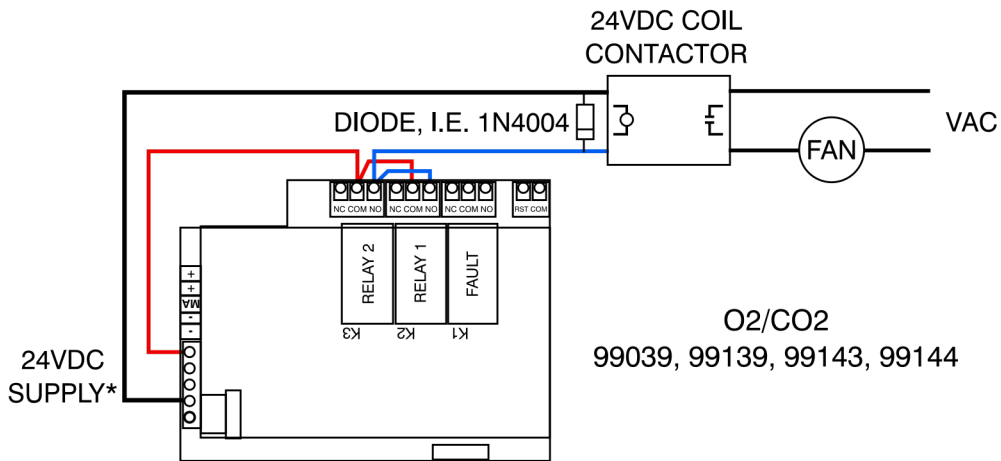 24VDC COIL
CONTACTOR
DIODE, I.E. 1N4004
VAC
FAN
NC COM NO NC COM NO NC COM NO RST COM
RELAY 2
RELAY 1
FAULT
K3
K2
K1
+
+
MA
-
-
24VDC
SUPPLY*
O2/CO2
99039, 99139, 99143, 99144